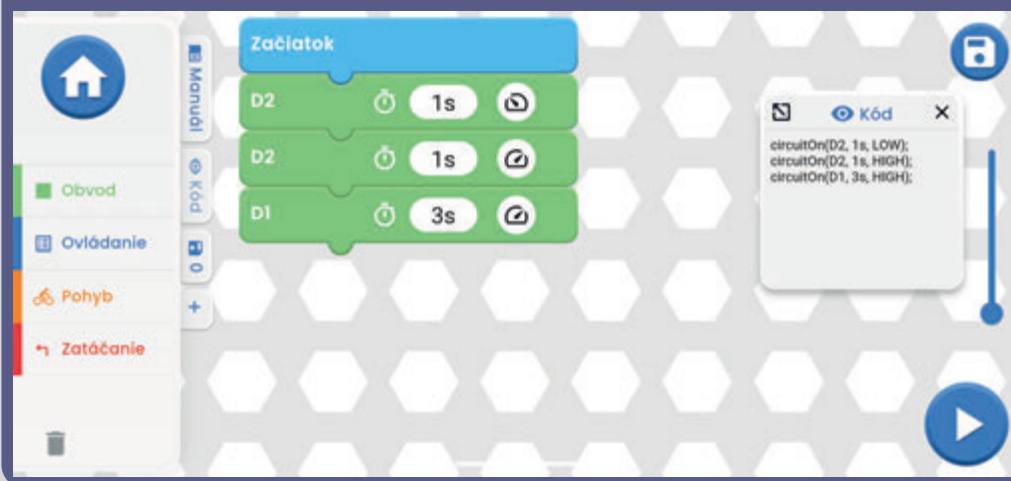 Obvod
Ovládanie
Pohyb
Zatáčanie
Manuál
Kód
0
+
Začiatok
D2 1s
D2 1s
D1 3s
Kód
circuitOn(D2, 1s, LOW);
circuitOn(D2, 1s, HIGH);
circuitOn(D1, 3s, HIGH);